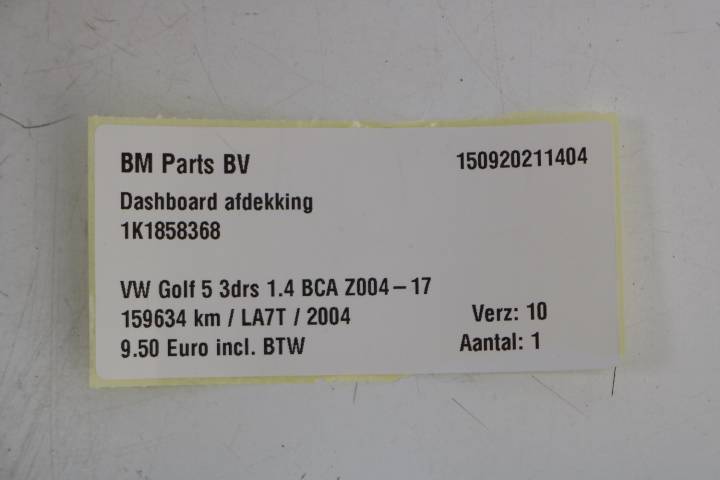 BM Parts BV 150920211404
Dashboard afdekking
1K1858368
VW Golf 5 3drs 1.4 BCA Z004-17
159634 km / LA7T / 2004 Verz: 10
9.50 Euro incl. BTW Aantal: 1